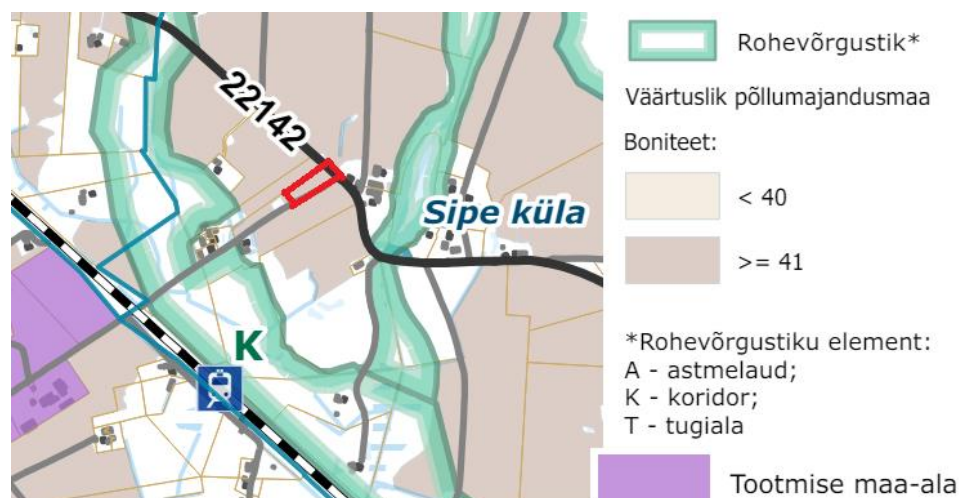 22142
Sipe küla
K
Rohevõrgustik*
Väärtuslik põllumajandusmaa
Boniteet:
< 40
>= 41
*Rohevõrgustiku element:
A - astmelaud;
K - koridor;
T - tugiala
Tootmise maa-ala